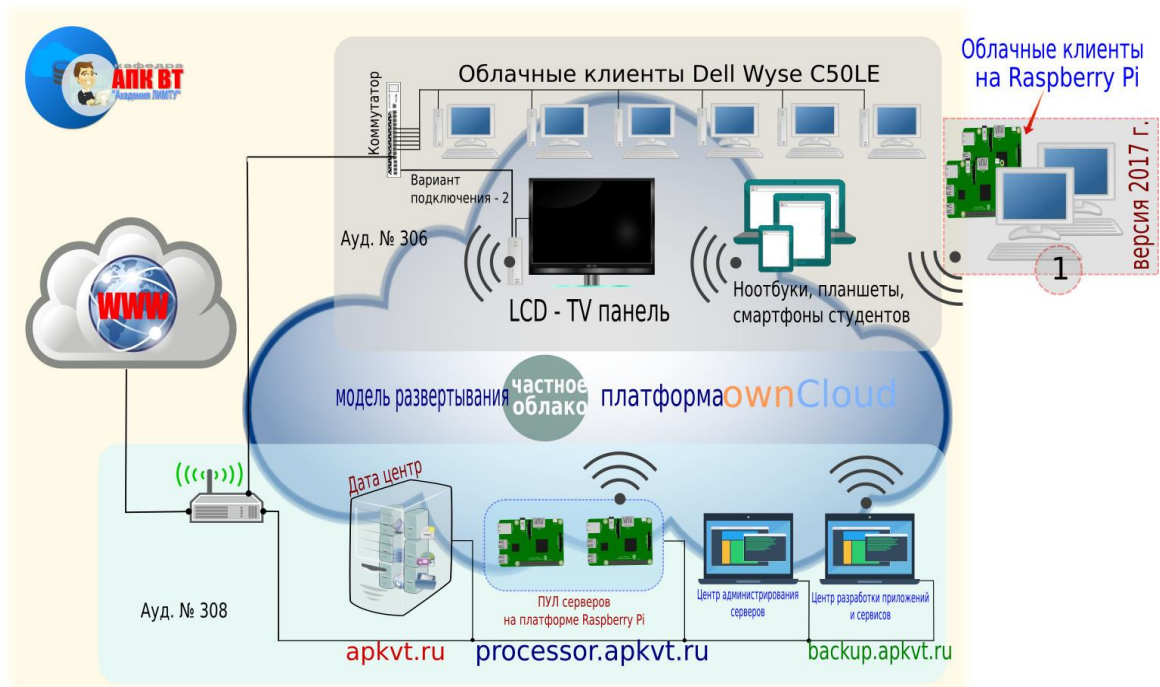 кафедра
АПК ВТ
"Академия ЛИМТУ"
Облачные клиенты Dell Wyse C50LE
Коммутатор
Вариант
подключения - 2
Ауд. № 306
LCD - TV панель
Ноотбуки, планшеты,
смартфоны студентов
Облачные клиенты
на Raspberry Pi
версия 2017 г.
1
WWW
модель развертывания
частное
облако
платформа ownCloud
Дата центр
ПУЛ серверов
на платформе Raspberry Pi
Центр администрирования
серверов
Центр разработки приложений
и сервисов
Ауд. № 308
apkvt.ru
processor.apkvt.ru
backup.apkvt.ru